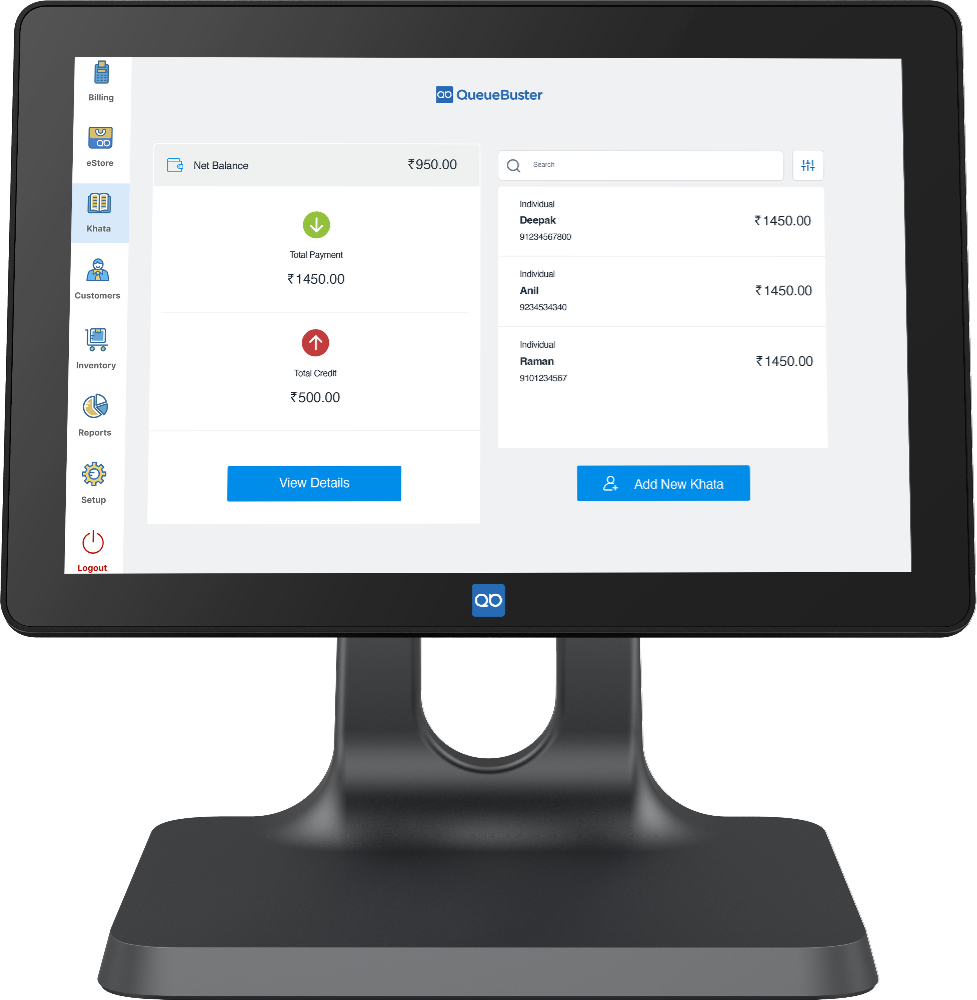 Billing
eStore
Khata
Customers
Inventory
Reports
Setup
Logout
QueueBuster
Net Balance ₹950.00
Total Payment
₹1450.00
Total Credit
₹500.00
View Details
Search
Individual
Deepak ₹1450.00
91234567800
Individual
Anil ₹1450.00
9234534340
Individual
Raman ₹1450.00
9101234567
Add New Khata